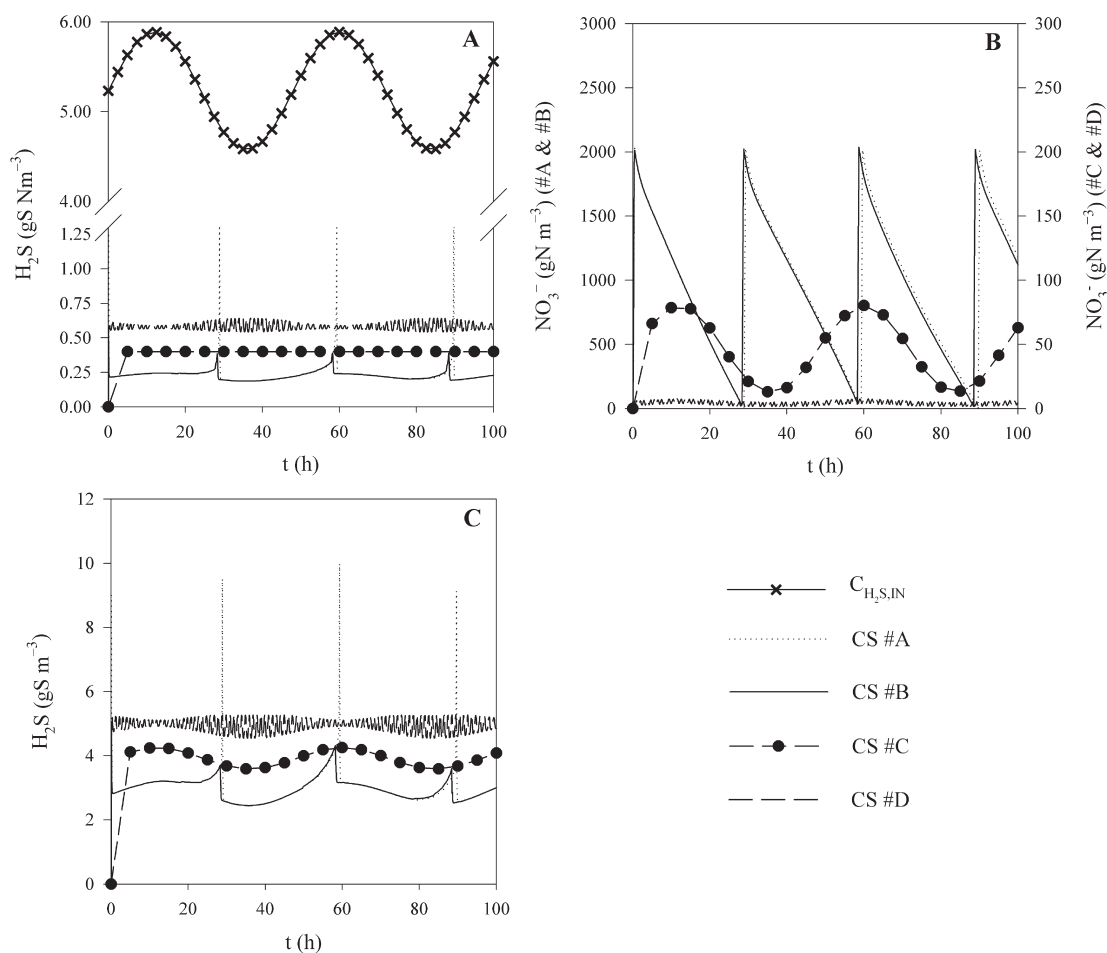 A
6.00
5.00
4.00
1.25
1.00
0.75
0.50
0.25
0.00
H₂S (gS Nm⁻³)
0 20 40 60 80 100
t (h)
B
3000
2500
2000
1500
1000
500
0
NO₃⁻ (gN m⁻³) (#A & #B)
300
250
200
150
100
50
0
NO₃⁻ (gN m⁻³) (#C & #D)
0 20 40 60 80 100
t (h)
C
12
10
8
6
4
2
0
H₂S (gS m⁻³)
0 20 40 60 80 100
t (h)
C_H₂S,IN
CS #A
CS #B
CS #C
CS #D